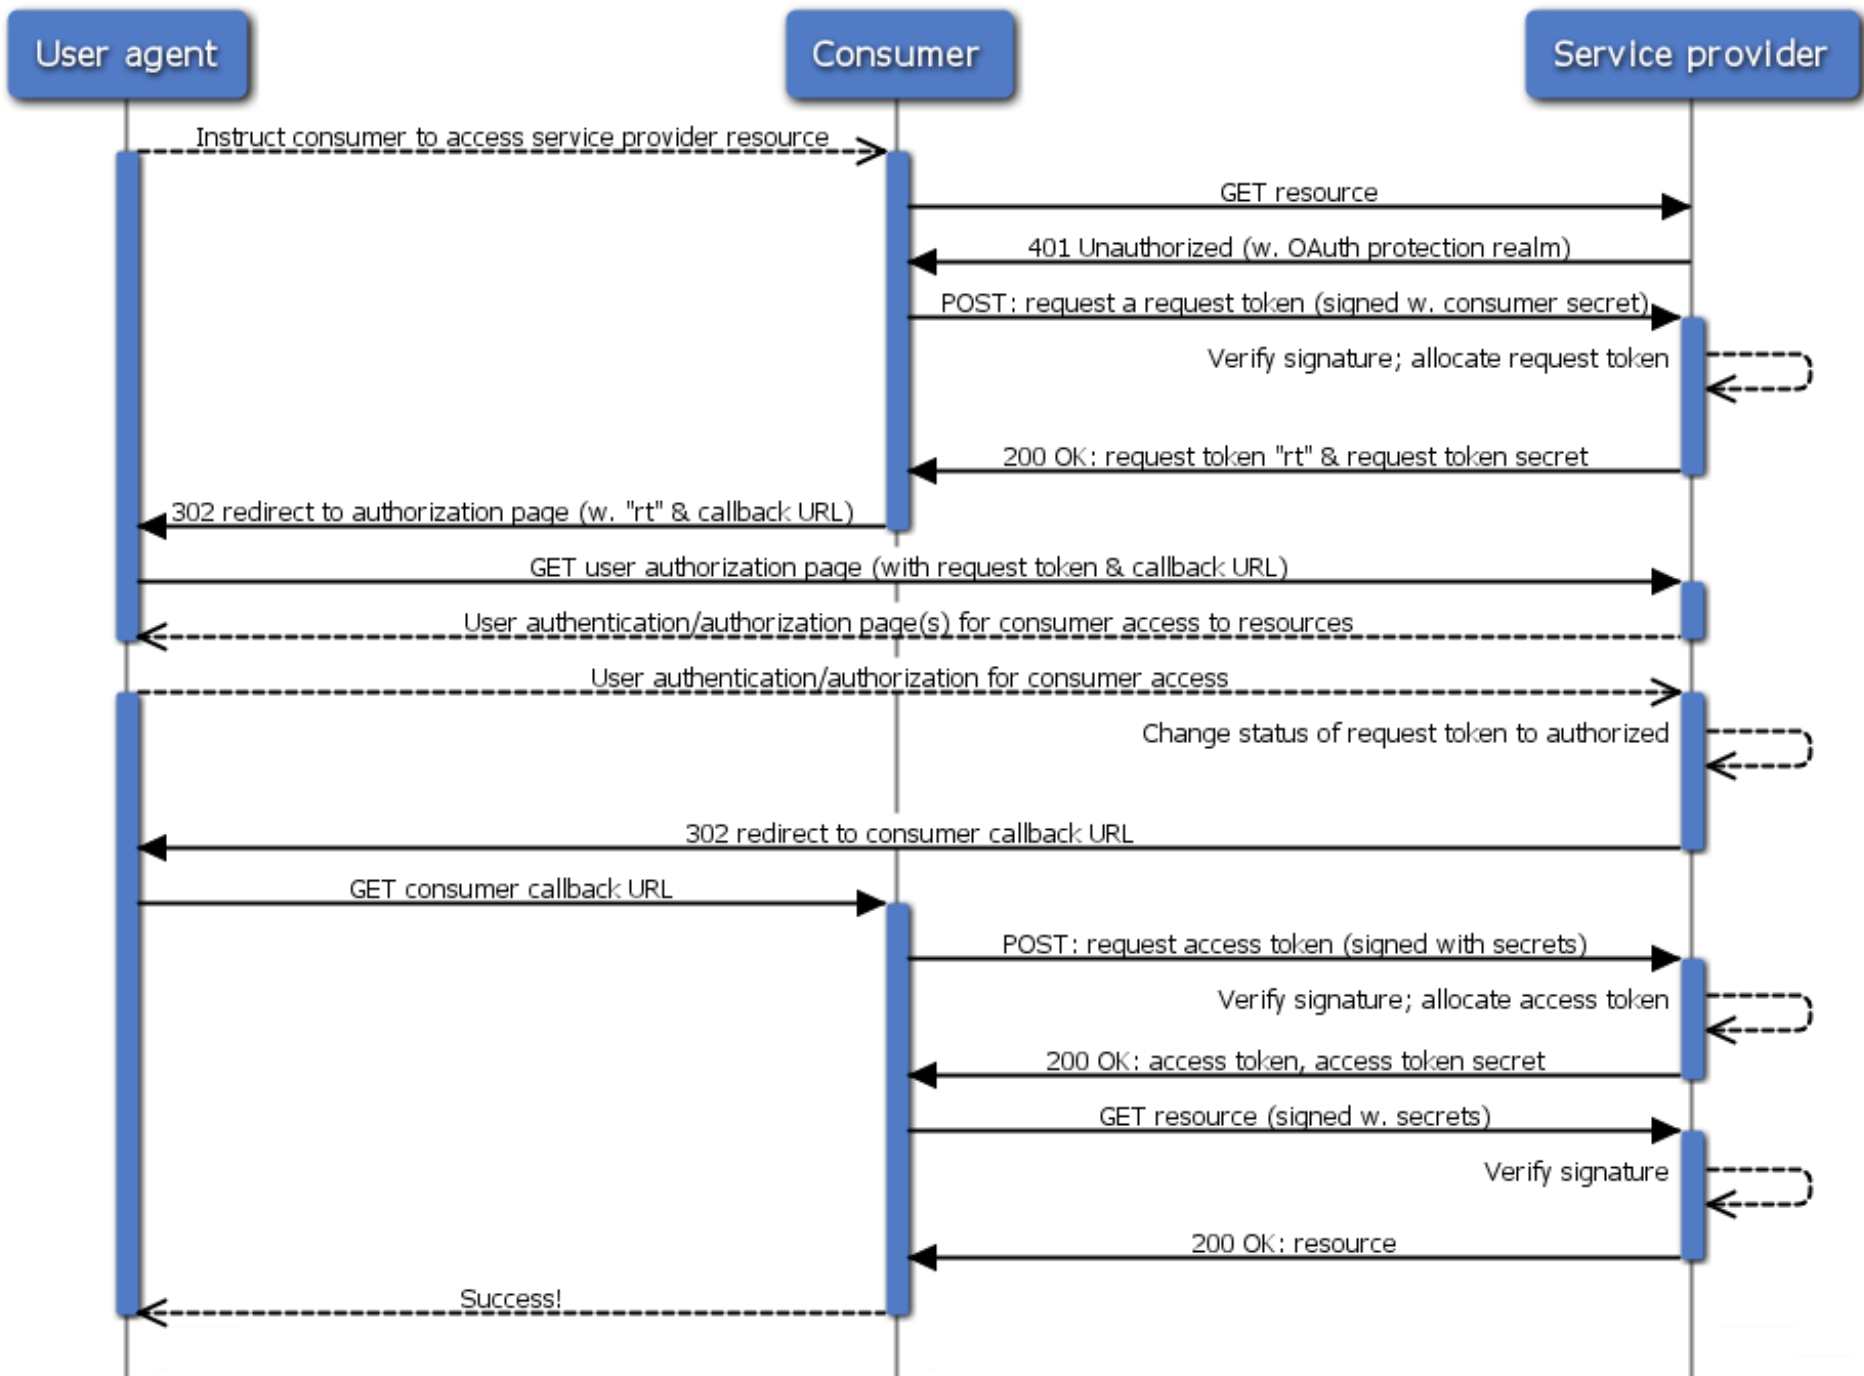 User agent
Consumer
Service provider
Instruct consumer to access service provider resource
GET resource
401 Unauthorized (w. OAuth protection realm)
POST: request a request token (signed w. consumer secret)
Verify signature; allocate request token
200 OK: request token "rt" & request token secret
302 redirect to authorization page (w. "rt" & callback URL)
GET user authorization page (with request token & callback URL)
User authentication/authorization page(s) for consumer access to resources
User authentication/authorization for consumer access
Change status of request token to authorized
302 redirect to consumer callback URL
GET consumer callback URL
POST: request access token (signed with secrets)
Verify signature; allocate access token
200 OK: access token, access token secret
GET resource (signed w. secrets)
Verify signature
200 OK: resource
Success!